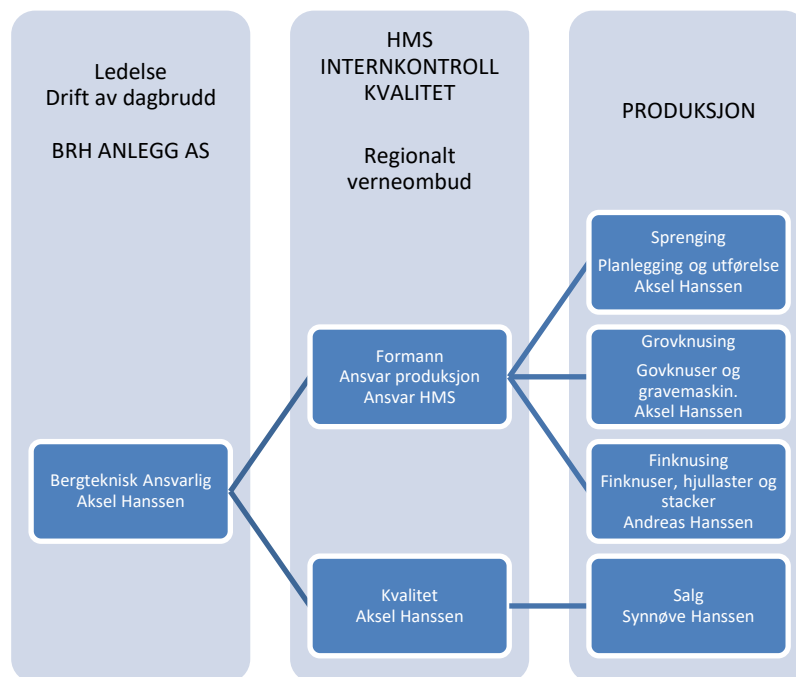 Ledelse
Drift av dagbrudd
BRH ANLEGG AS
Bergteknisk Ansvarlig
Aksel Hanssen
HMS
INTERNKONTROLL
KVALITET
Regionalt
verneombud
Formann
Ansvar produksjon
Ansvar HMS
Kvalitet
Aksel Hanssen
PRODUKSJON
Sprenging
Planlegging og utførelse
Aksel Hanssen
Grovknusing
Govknuser og
gravemaskin.
Aksel Hanssen
Finknusing
Finknuser, hjullaster og
stacker
Andreas Hanssen
Salg
Synnøve Hanssen